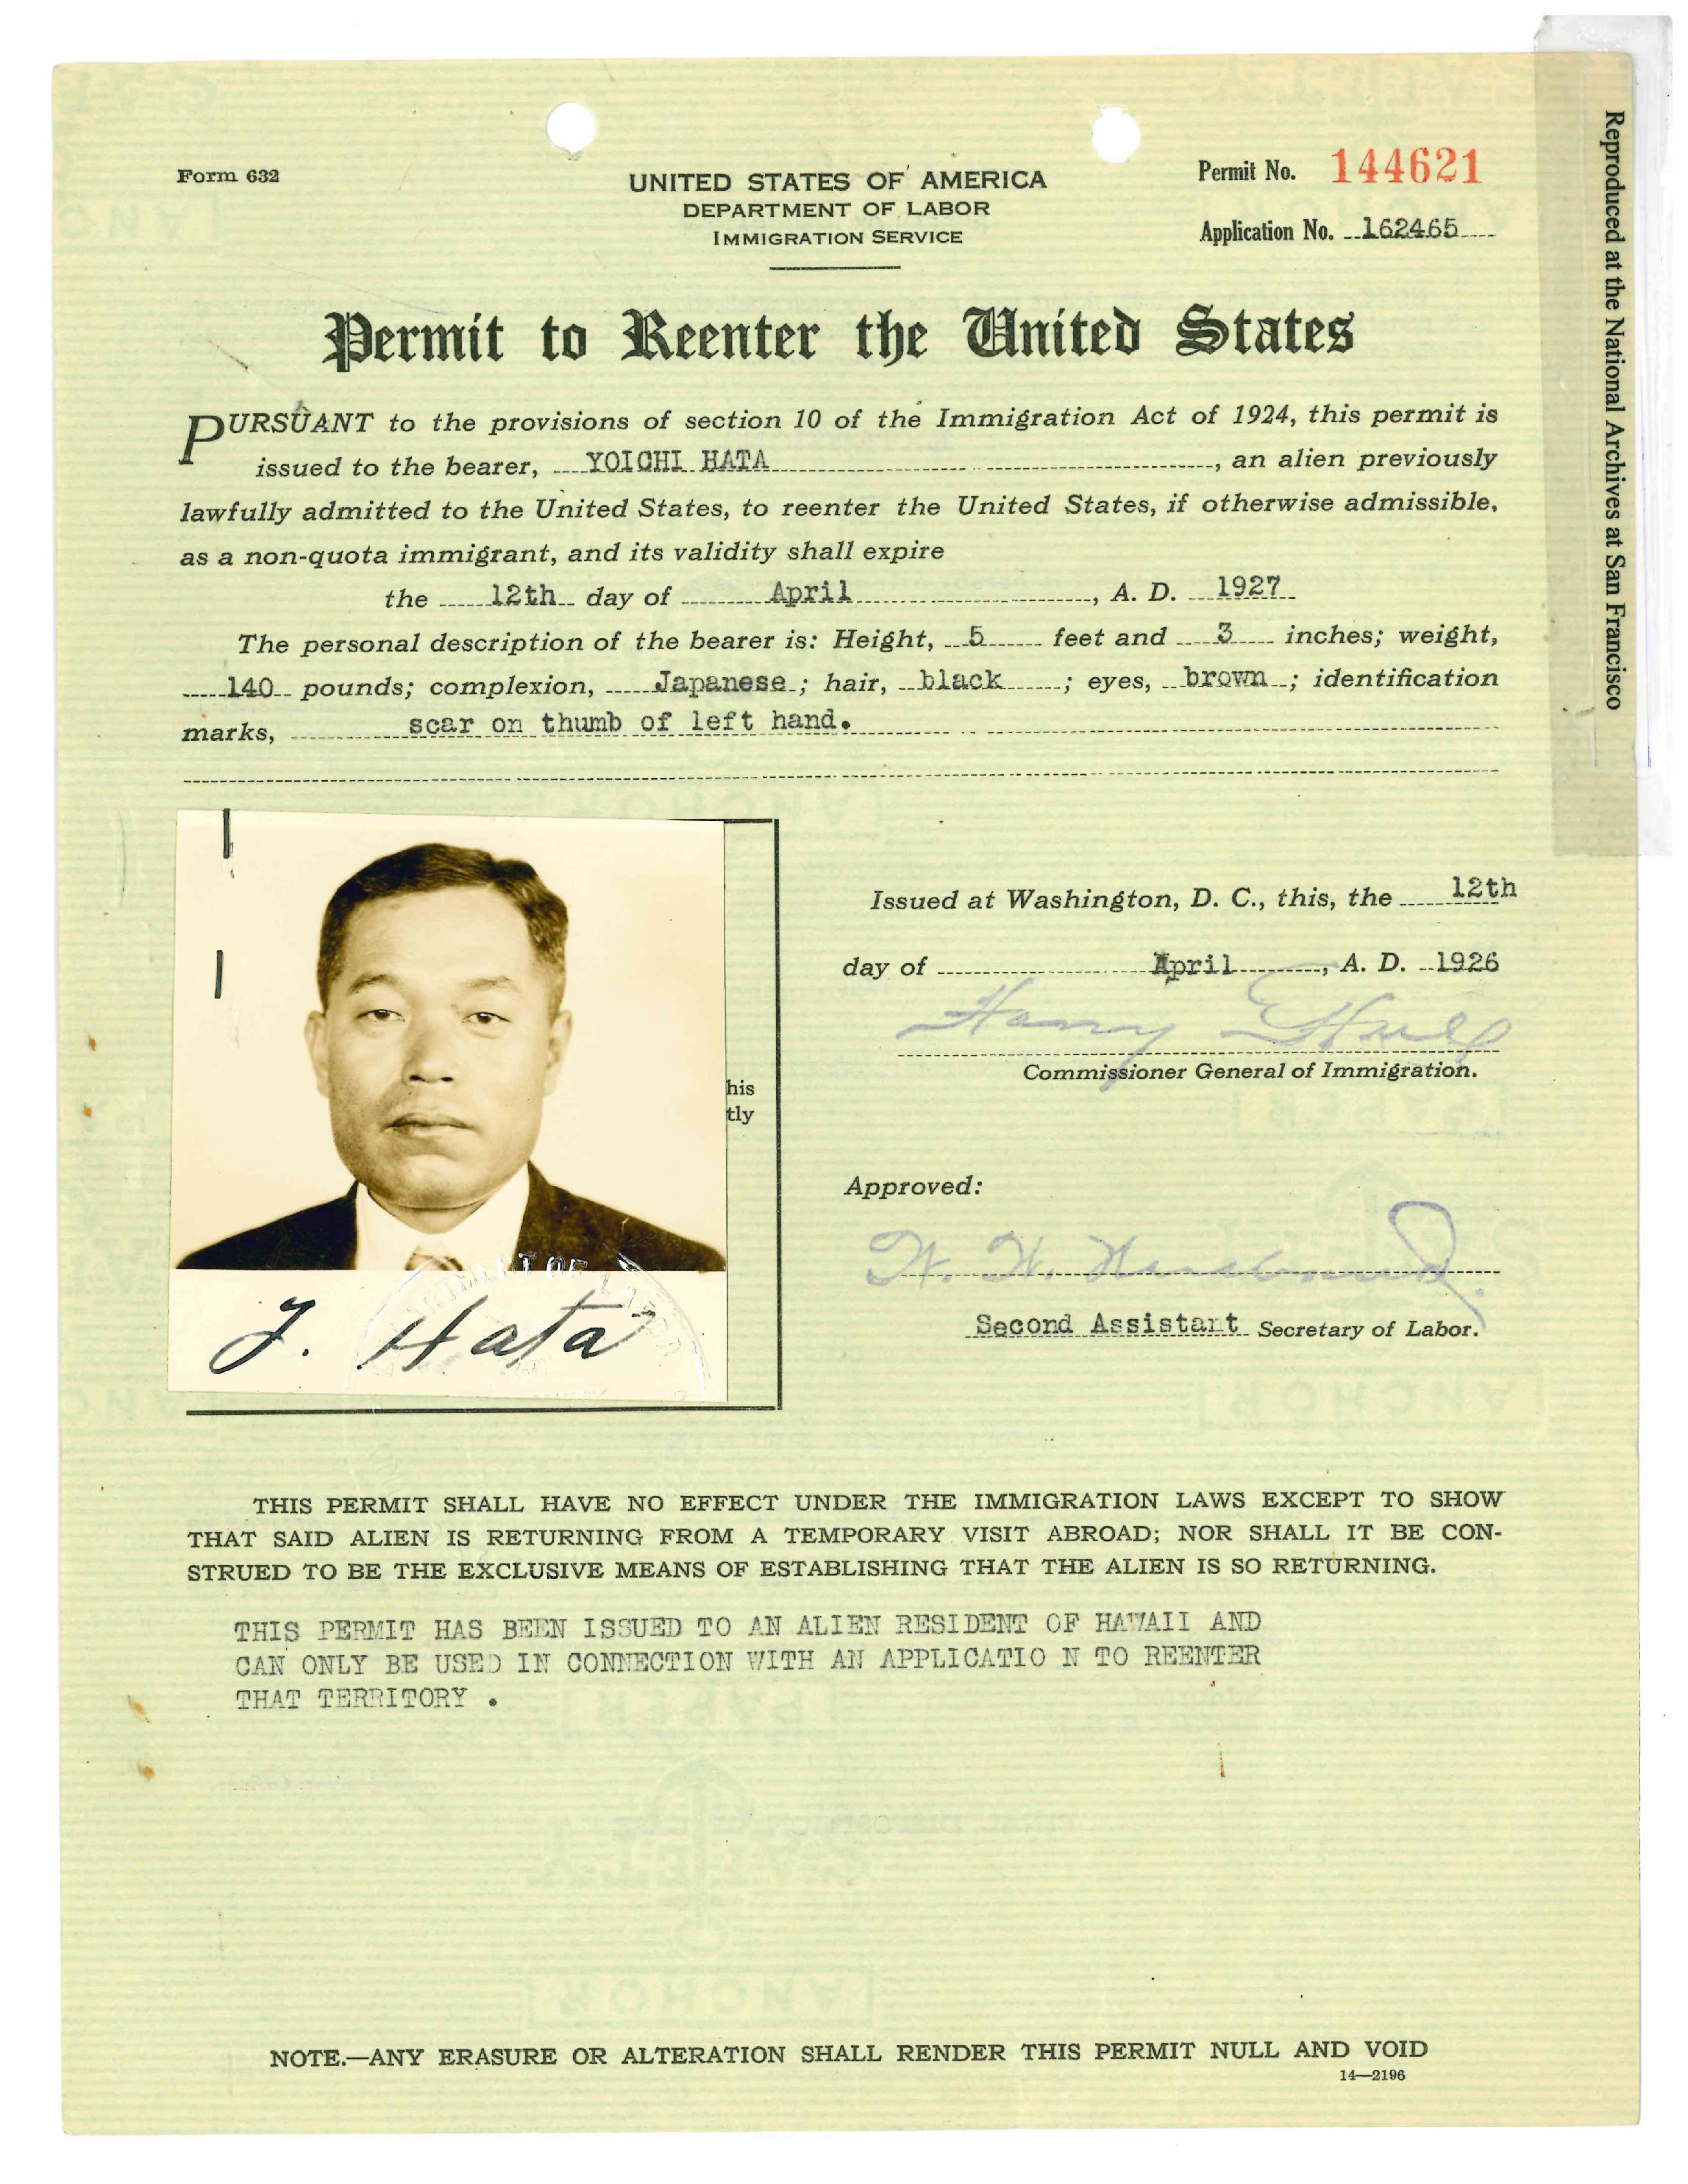 Form 632
UNITED STATES OF AMERICA
DEPARTMENT OF LABOR
IMMIGRATION SERVICE
Permit No. 144621
Application No. 162465
Permit to Reenter the United States
PURSUANT to the provisions of section 10 of the Immigration Act of 1924, this permit is
issued to the bearer, YOICHI HATA, an alien previously
lawfully admitted to the United States, to reenter the United States, if otherwise admissible,
as a non-quota immigrant, and its validity shall expire
the 12th day of April, A. D. 1927
The personal description of the bearer is: Height, 5 feet and 3 inches; weight,
140 pounds; complexion, Japanese; hair, black; eyes, brown; identification
marks, scar on thumb of left hand.
his
tly
Y. Hata
Issued at Washington, D. C., this, the 12th
day of April, A. D. 1926
Harry E Hull
Commissioner General of Immigration.
Approved:
W. W. Husband
Second Assistant Secretary of Labor.
THIS PERMIT SHALL HAVE NO EFFECT UNDER THE IMMIGRATION LAWS EXCEPT TO SHOW
THAT SAID ALIEN IS RETURNING FROM A TEMPORARY VISIT ABROAD; NOR SHALL IT BE CON-
STRUED TO BE THE EXCLUSIVE MEANS OF ESTABLISHING THAT THE ALIEN IS SO RETURNING.
THIS PERMIT HAS BEEN ISSUED TO AN ALIEN RESIDENT OF HAWAII AND
CAN ONLY BE USED IN CONNECTION WITH AN APPLICATIO N TO REENTER
THAT TERRITORY .
NOTE.—ANY ERASURE OR ALTERATION SHALL RENDER THIS PERMIT NULL AND VOID
14—2196
Reproduced at the National Archives at San Francisco